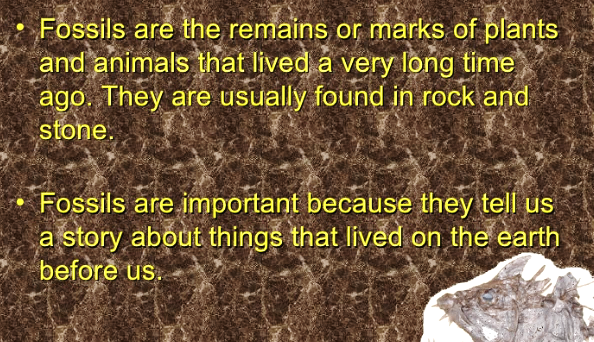 • Fossils are the remains or marks of plants
and animals that lived a very long time
ago. They are usually found in rock and
stone.
• Fossils are important because they tell us
a story about things that lived on the earth
before us.